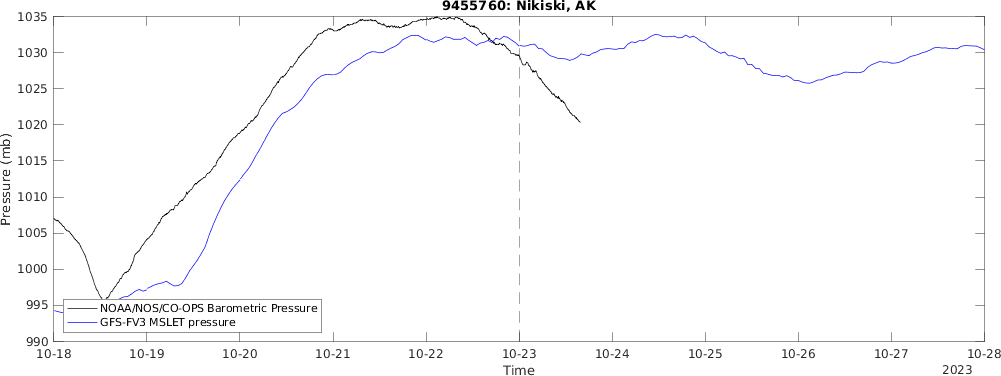 9455760: Nikiski, AK
Pressure (mb)
1035
1030
1025
1020
1015
1010
1005
1000
995
990
NOAA/NOS/CO-OPS Barometric Pressure
GFS-FV3 MSLET pressure
10-18 10-19 10-20 10-21 10-22 10-23 10-24 10-25 10-26 10-27 10-28
Time
2023